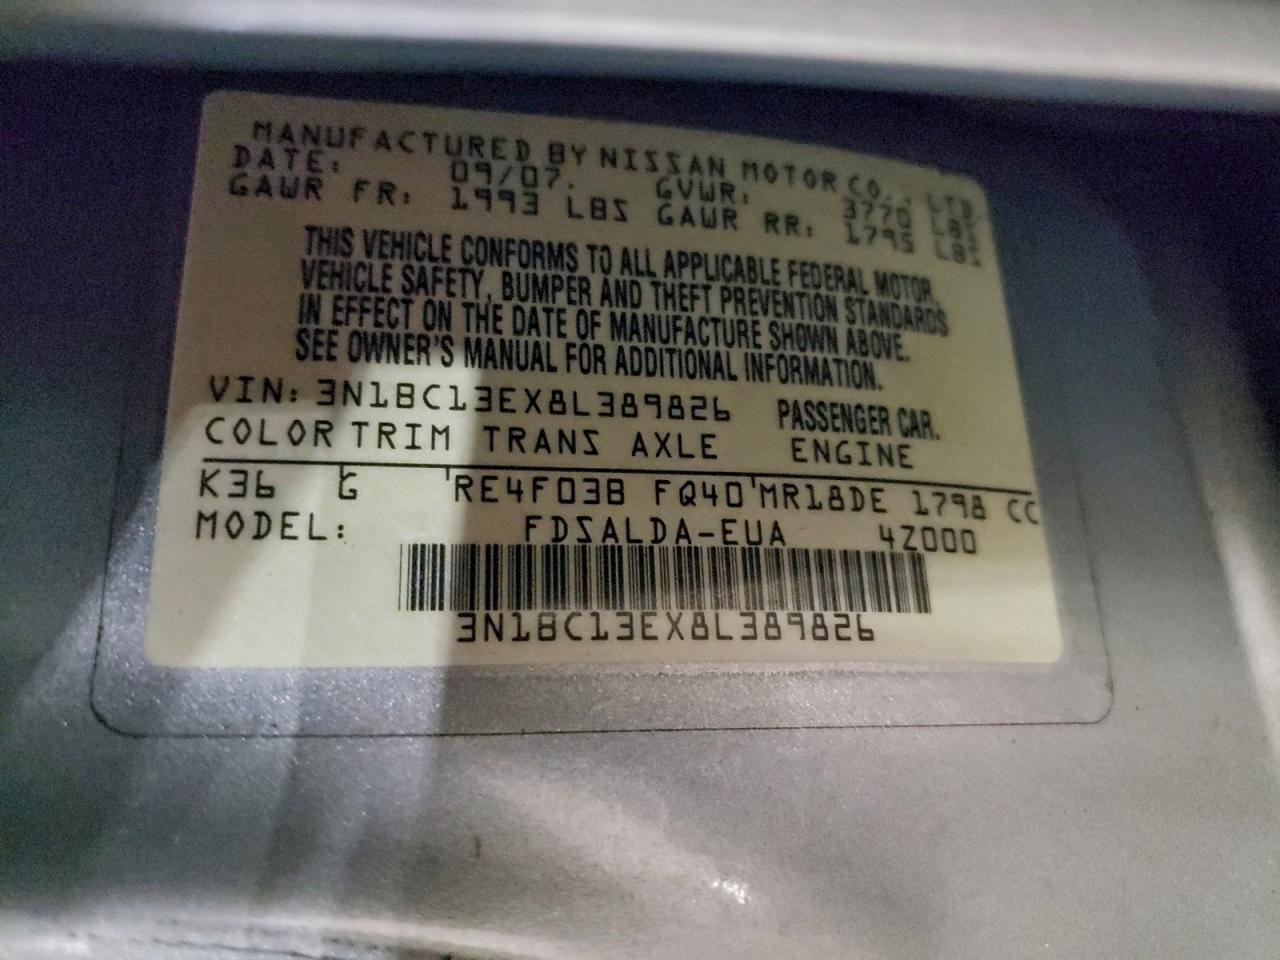 MANUFACTURED BY NISSAN MOTOR CO., LTD.
DATE: 09/07. GVWR: 3770 LBS
GAWR FR: 1993 LBS GAWR RR: 1795 LBS
THIS VEHICLE CONFORMS TO ALL APPLICABLE FEDERAL MOTOR
VEHICLE SAFETY, BUMPER AND THEFT PREVENTION STANDARDS
IN EFFECT ON THE DATE OF MANUFACTURE SHOWN ABOVE.
SEE OWNER'S MANUAL FOR ADDITIONAL INFORMATION.
VIN: 3N1BC13EX8L389826 PASSENGER CAR.
COLOR TRIM TRANS AXLE ENGINE
K36 G RE4F03B FQ40 MR18DE 1798 CC
MODEL: FDSALDA-EUA 4Z000
3N1BC13EX8L389826